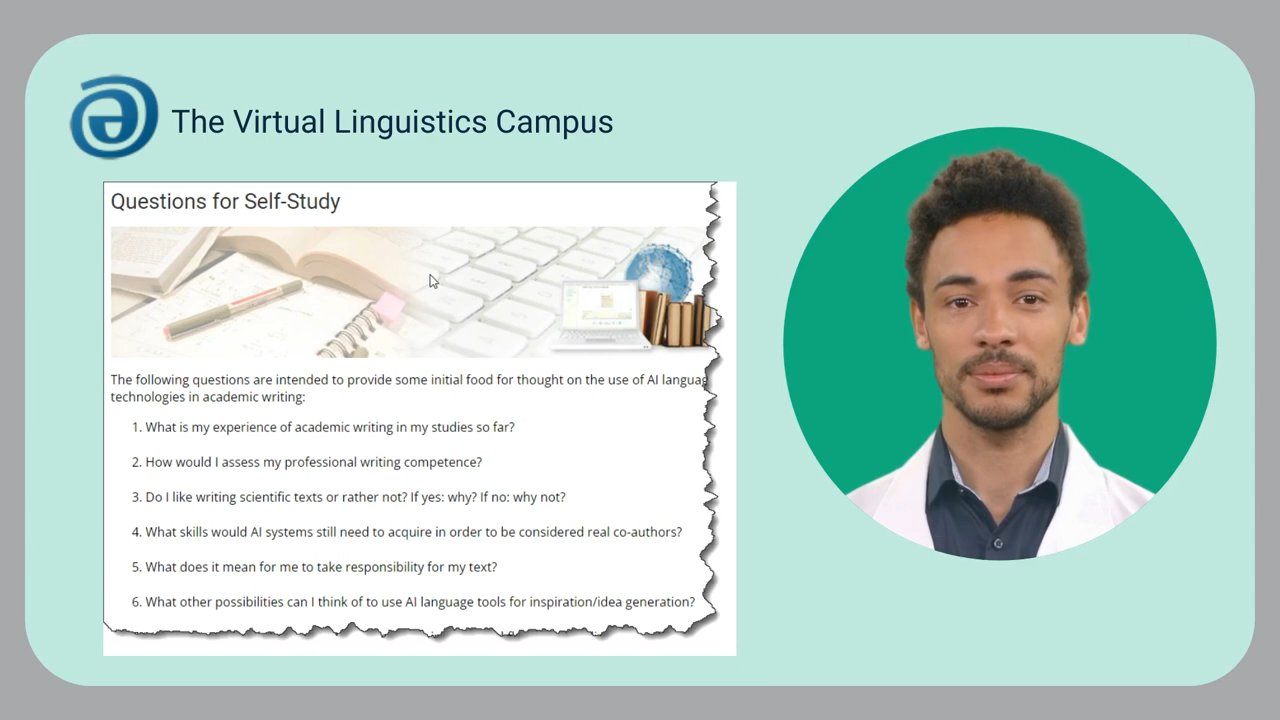 The Virtual Linguistics Campus
Questions for Self-Study
The following questions are intended to provide some initial food for thought on the use of AI languag
technologies in academic writing:
1. What is my experience of academic writing in my studies so far?
2. How would I assess my professional writing competence?
3. Do I like writing scientific texts or rather not? If yes: why? If no: why not?
4. What skills would AI systems still need to acquire in order to be considered real co-authors?
5. What does it mean for me to take responsibility for my text?
6. What other possibilities can I think of to use AI language tools for inspiration/idea generation?